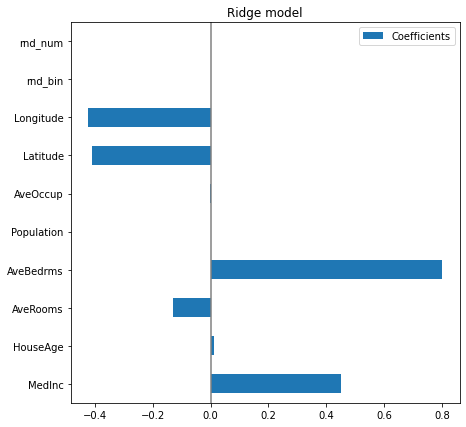 Ridge model
Coefficients
rnd_num
rnd_bin
Longitude
Latitude
AveOccup
Population
AveBedrms
AveRooms
HouseAge
MedInc
−0.4 −0.2 0.0 0.2 0.4 0.6 0.8